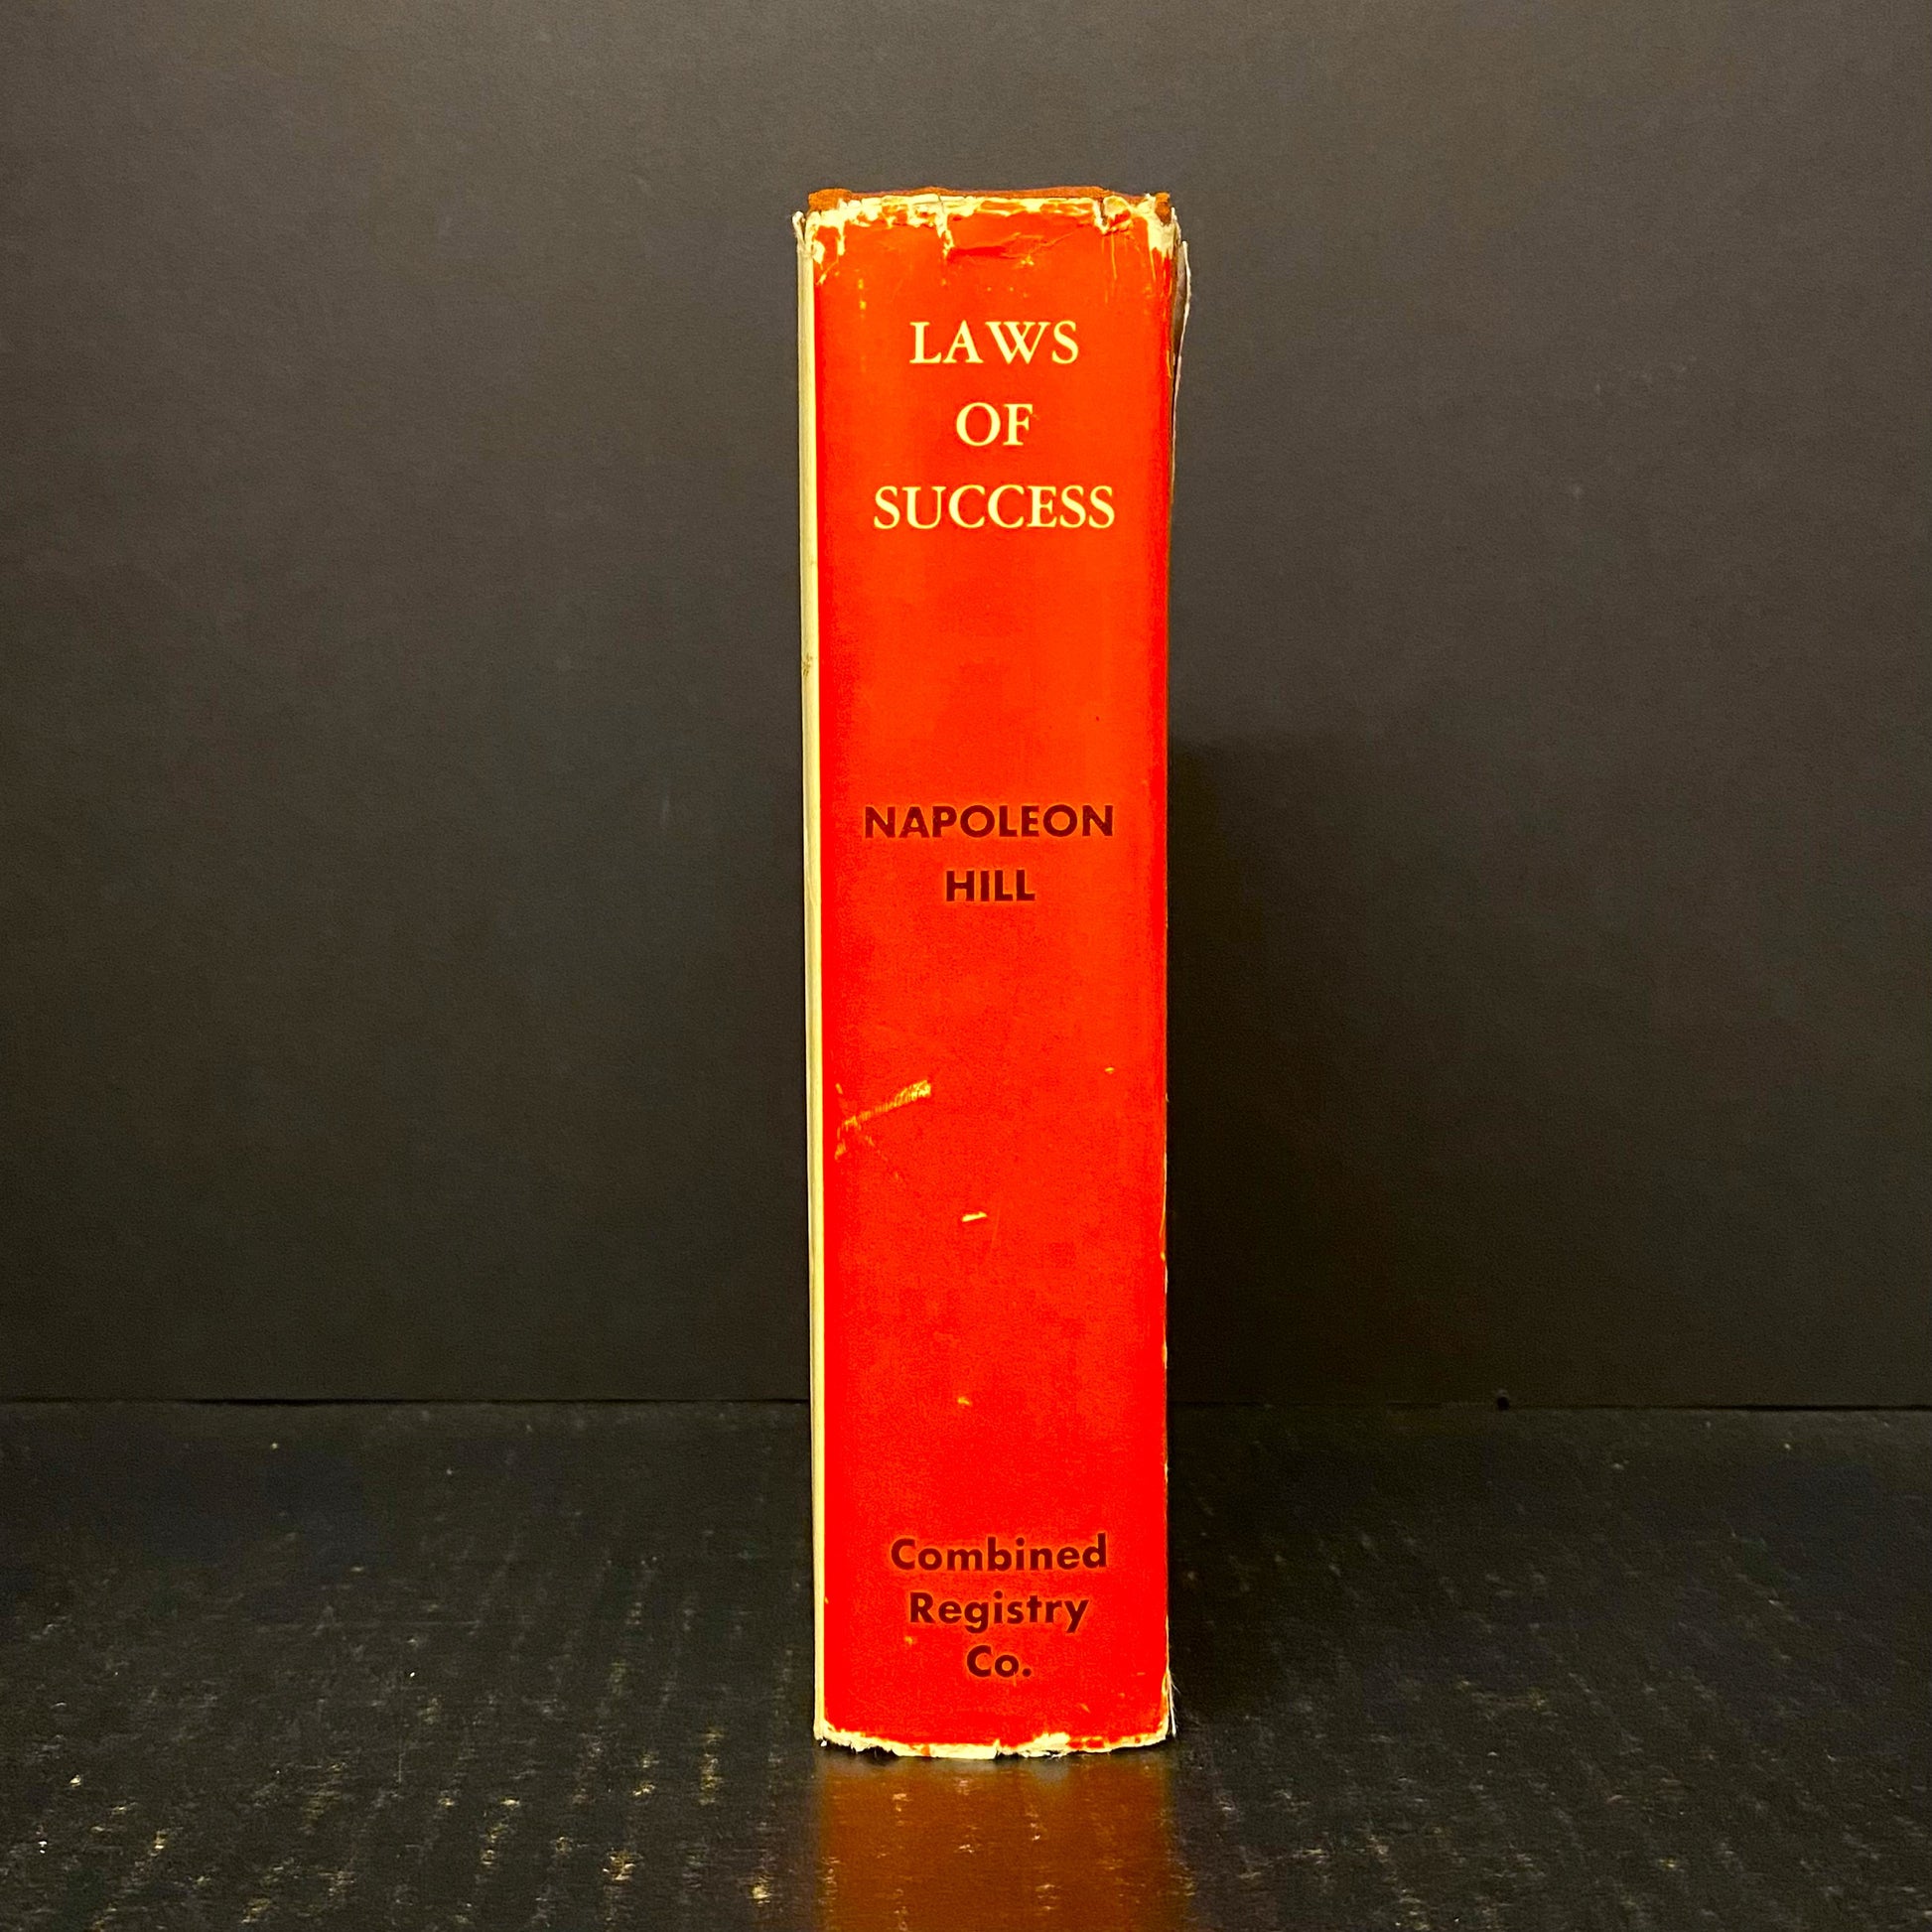 LAWS
OF
SUCCESS
NAPOLEON
HILL
Combined
Registry
Co.